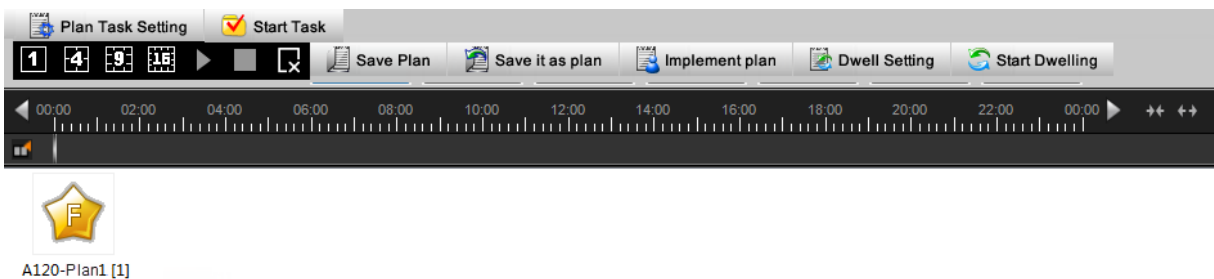 Plan Task Setting Start Task
1 4 9 16 Save Plan Save it as plan Implement plan Dwell Setting Start Dwelling
00:00 02:00 04:00 06:00 08:00 10:00 12:00 14:00 16:00 18:00 20:00 22:00 00:00
F
A120-Plan1 [1]